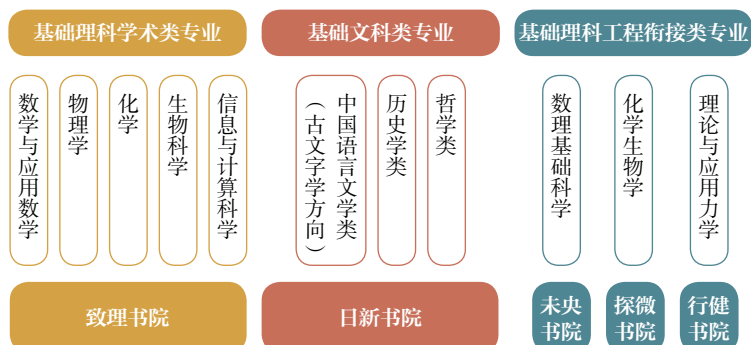 基础理科学术类专业
基础文科类专业
基础理科工程衔接类专业
数学与应用数学
物理学
化学
生物科学
信息与计算科学
中国语言文学类
（古文字学方向）
历史学类
哲学类
数理基础科学
化学生物学
理论与应用力学
致理书院
日新书院
未央
书院
探微
书院
行健
书院